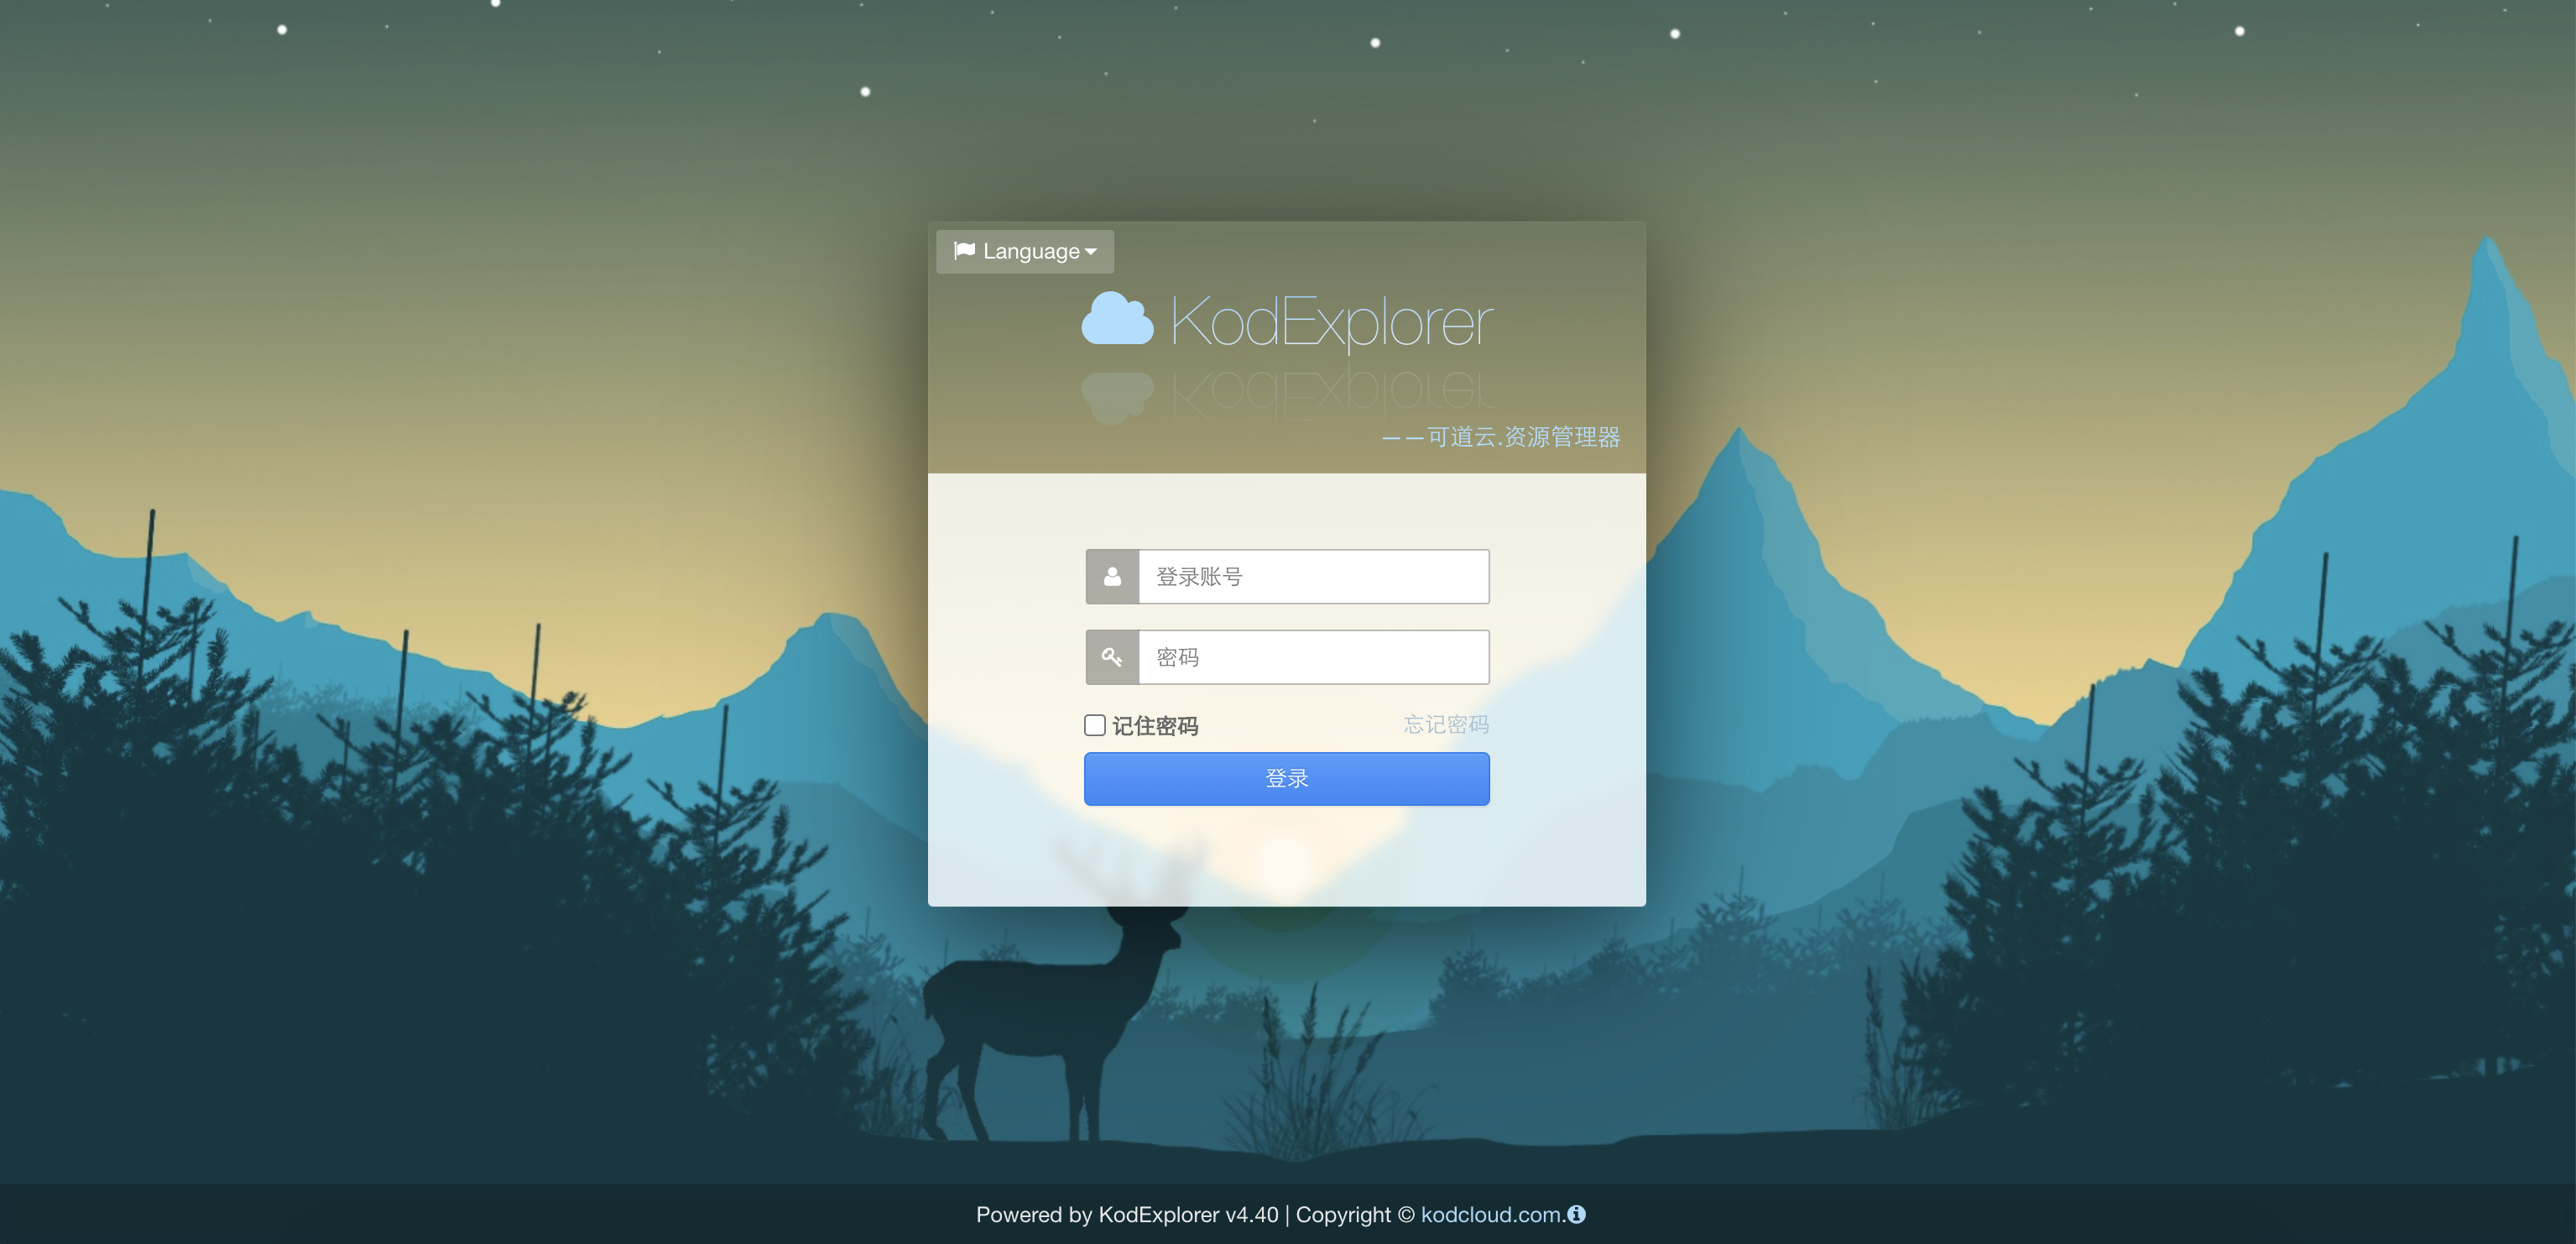 Language
KodExplorer
——可道云.资源管理器
登录账号
密码
记住密码 忘记密码
登录
Powered by KodExplorer v4.40 | Copyright © kodcloud.com.